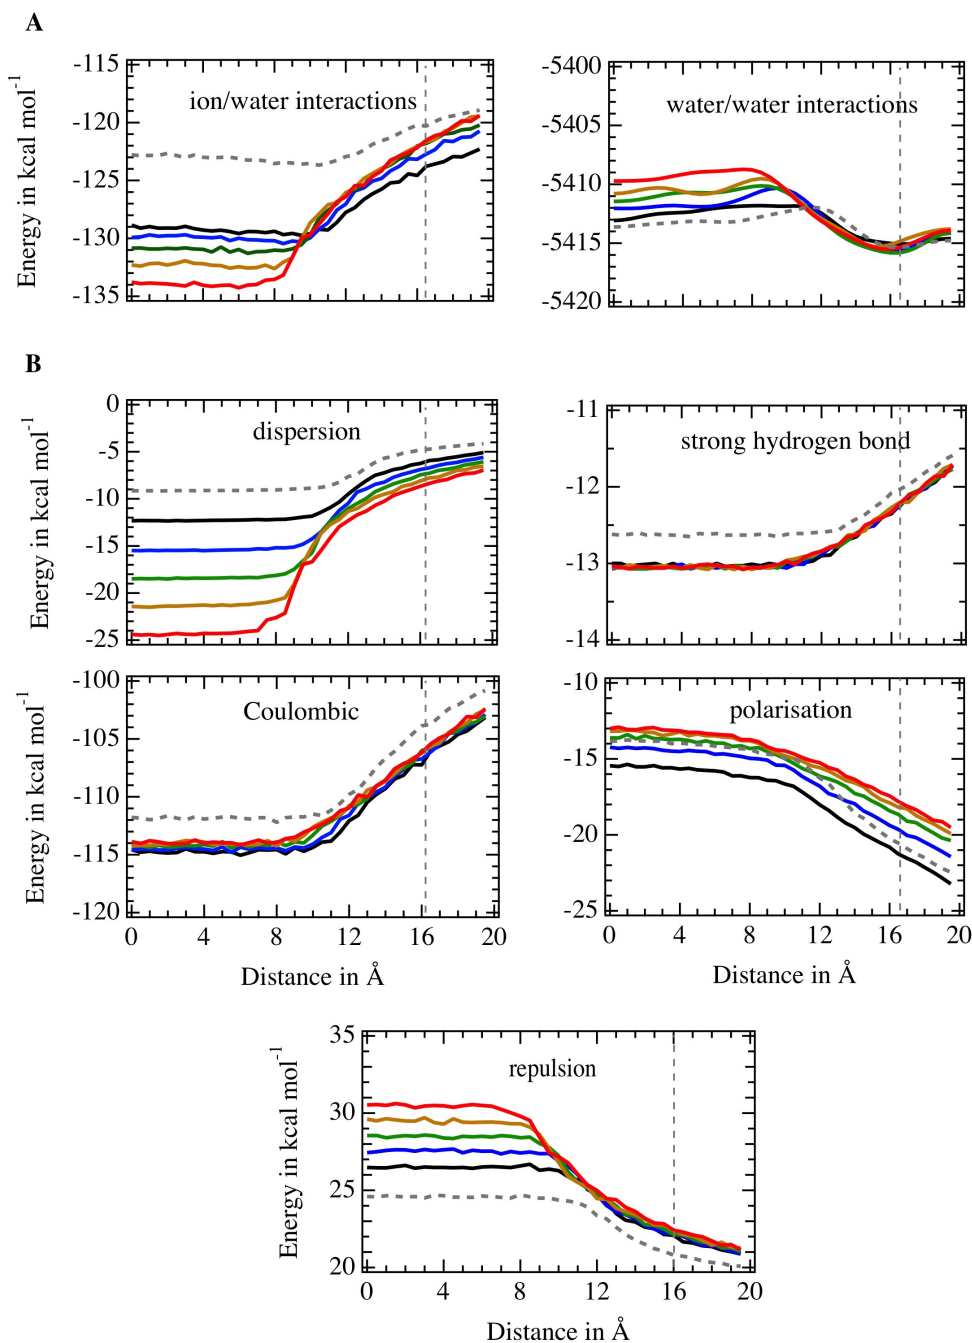 A
-115
-120
-125
-130
-135
Energy in kcal mol-1
ion/water interactions
-5400
-5405
-5410
-5415
-5420
water/water interactions
B
0
-5
-10
-15
-20
-25
Energy in kcal mol-1
dispersion
-11
-12
-13
-14
strong hydrogen bond
-100
-105
-110
-115
-120
Energy in kcal mol-1
Coulombic
0 4 8 12 16 20
Distance in Å
-10
-15
-20
-25
polarisation
0 4 8 12 16 20
Distance in Å
35
30
25
20
Energy in kcal mol-1
repulsion
0 4 8 12 16 20
Distance in Å